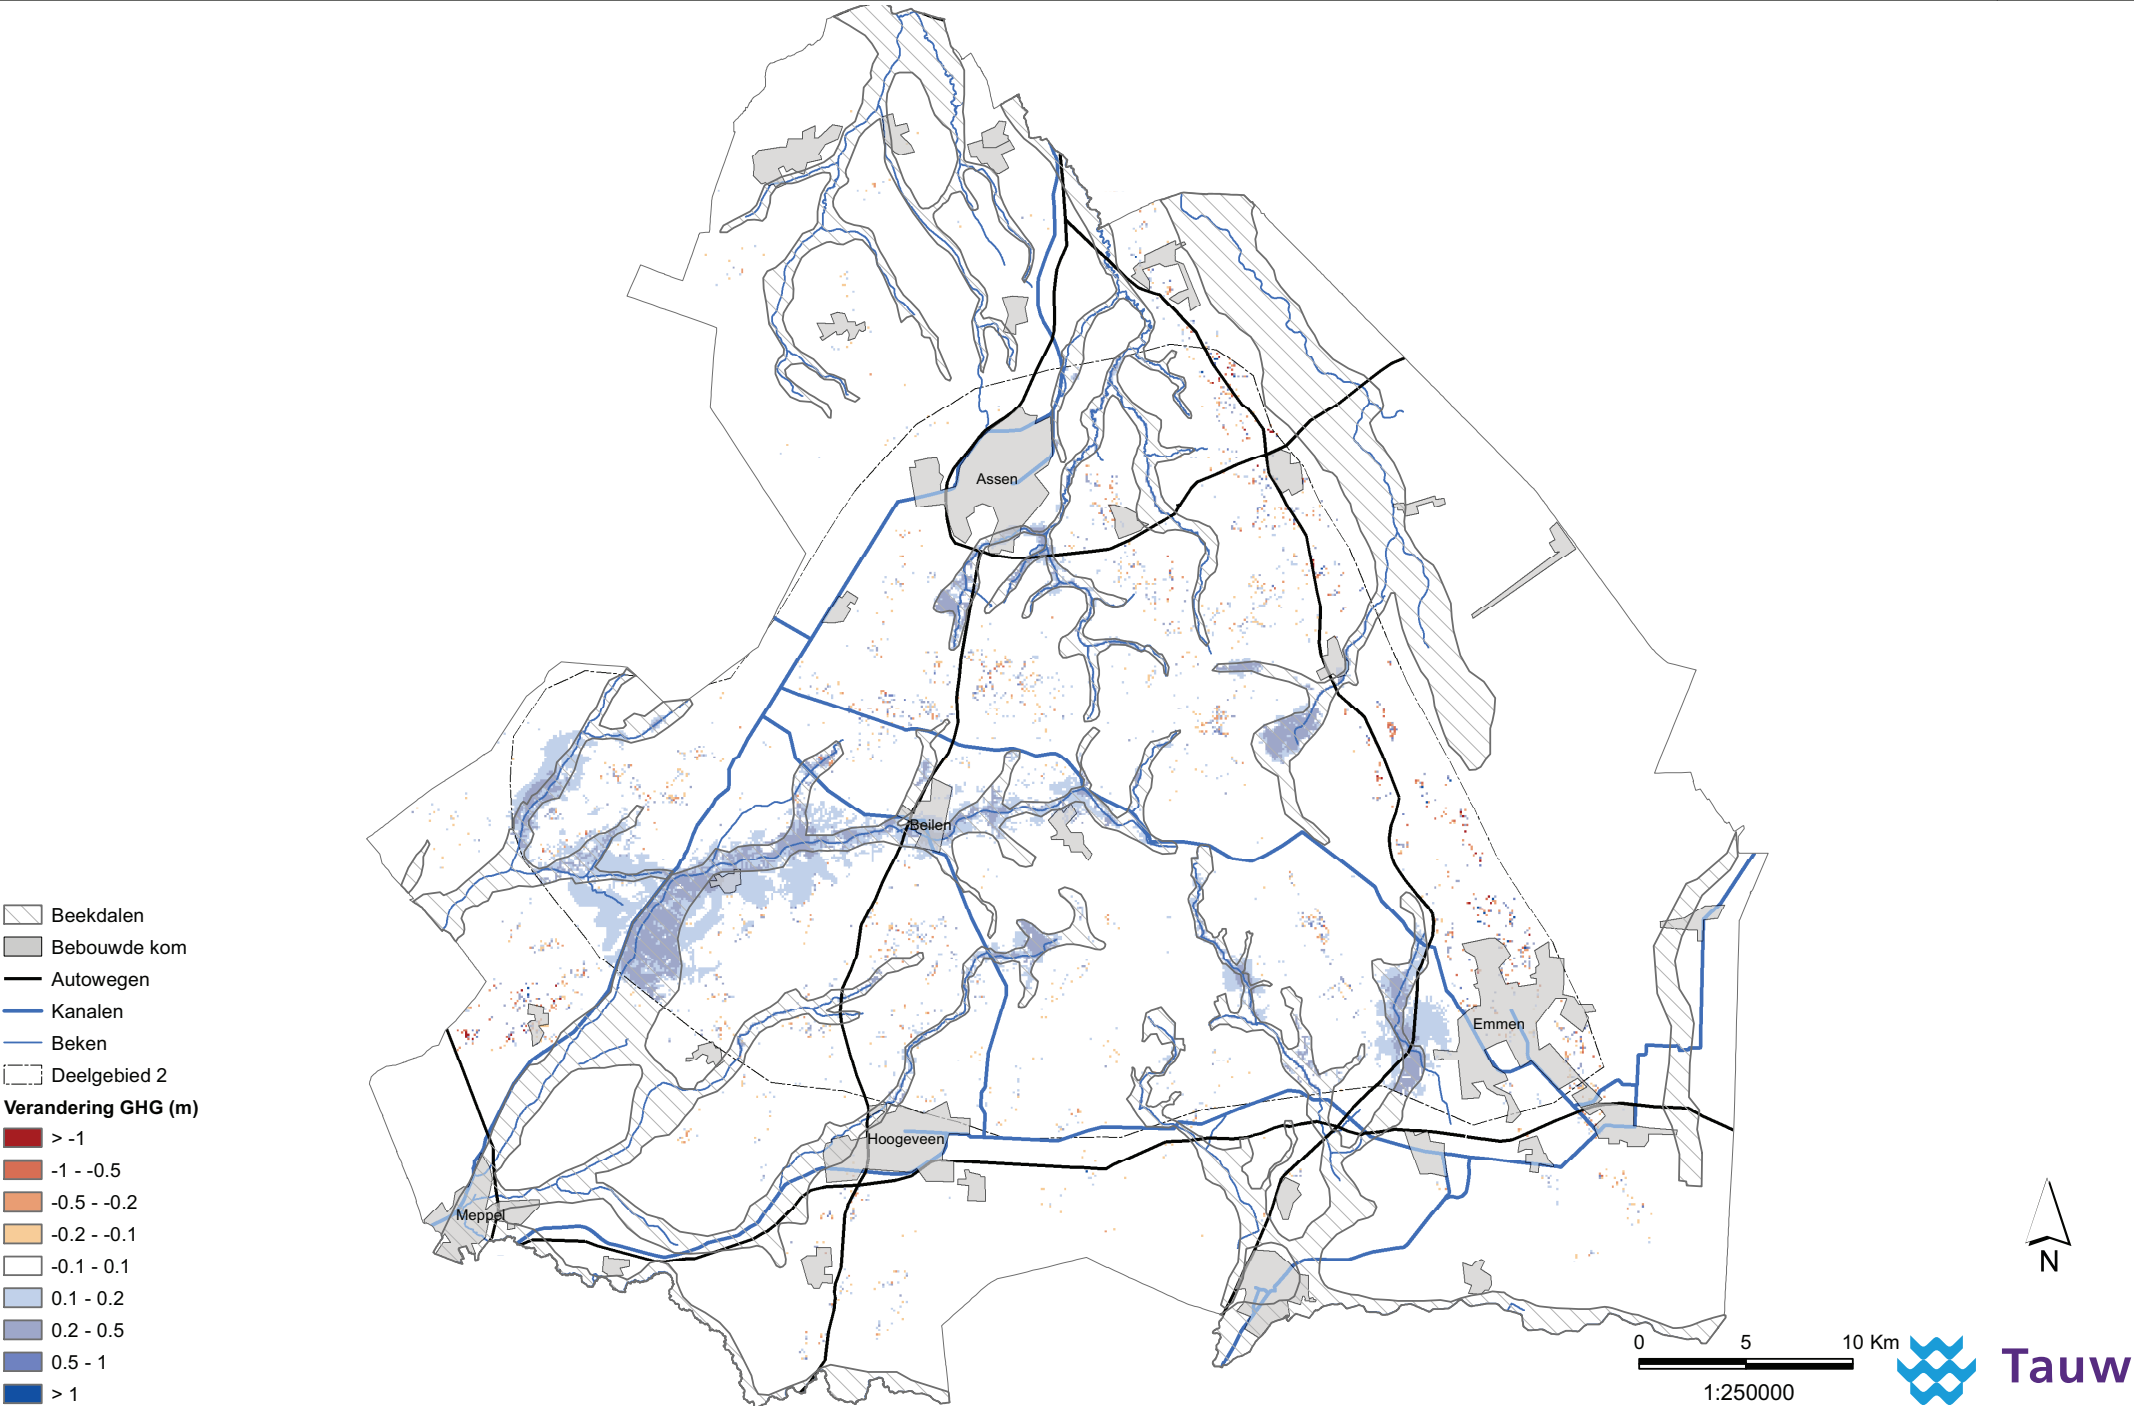 Assen
Beilen
Emmen
Hoogeveen
Meppel
Beekdalen
Bebouwde kom
Autowegen
Kanalen
Beken
Deelgebied 2
Verandering GHG (m)
> -1
-1 - -0.5
-0.5 - -0.2
-0.2 - -0.1
-0.1 - 0.1
0.1 - 0.2
0.2 - 0.5
0.5 - 1
> 1
N
0 5 10 Km
1:250000
Tauw